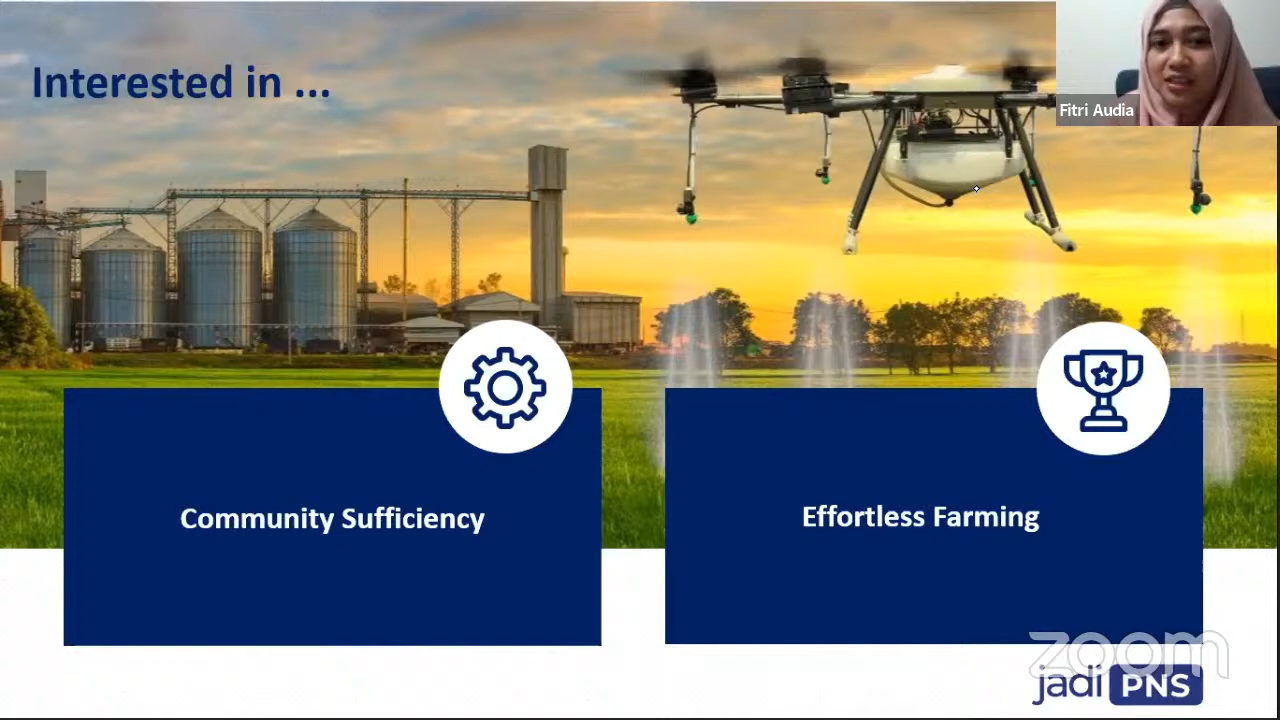 Interested in ...
Fitri Audia
Community Sufficiency
Effortless Farming
zoom
jadi PNS